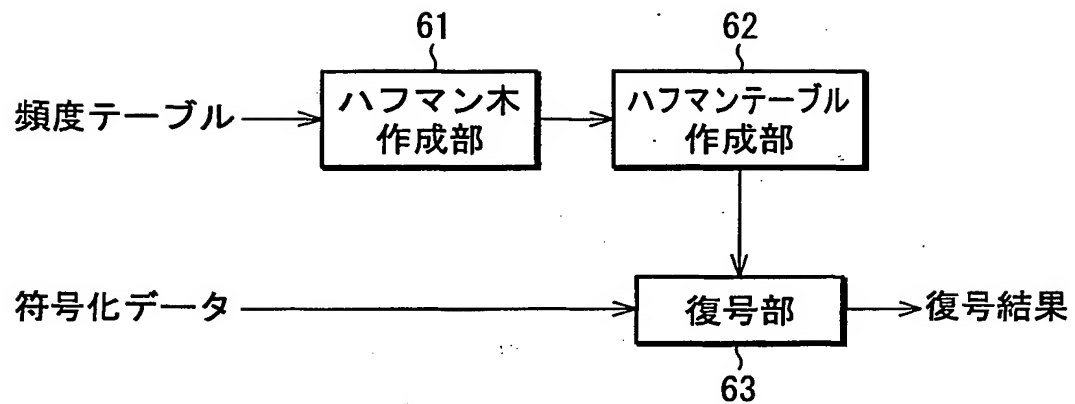 61
62
頻度テーブル
ハフマン木
作成部
ハフマンテーブル
作成部
符号化データ
復号部
復号結果
63